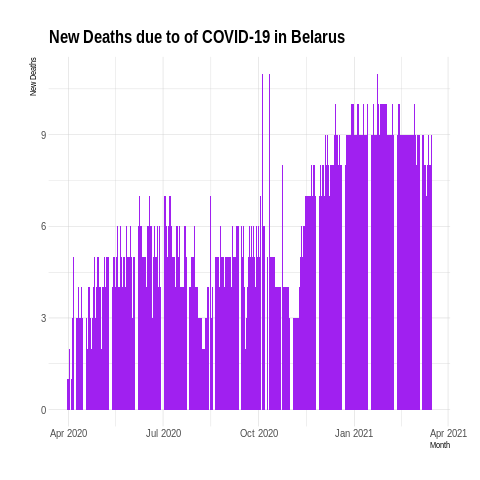 New Deaths due to of COVID-19 in Belarus
New Deaths
9
6
3
0
Apr 2020 Jul 2020 Oct 2020 Jan 2021 Apr 2021
Month